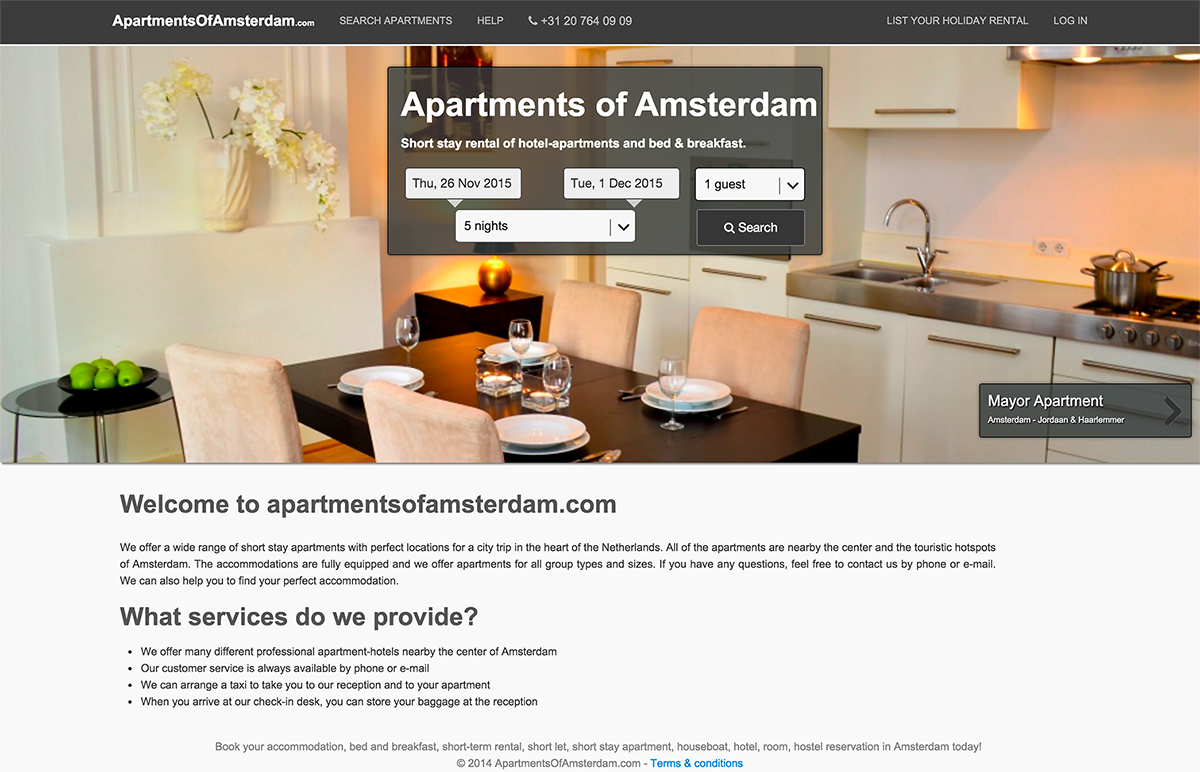 ApartmentsOfAmsterdam.com SEARCH APARTMENTS HELP +31 20 764 09 09 LIST YOUR HOLIDAY RENTAL LOG IN
Apartments of Amsterdam
Short stay rental of hotel-apartments and bed & breakfast.
Thu, 26 Nov 2015 Tue, 1 Dec 2015 1 guest
5 nights Search
Mayor Apartment
Amsterdam - Jordaan & Haarlemmer
Welcome to apartmentsofamsterdam.com
We offer a wide range of short stay apartments with perfect locations for a city trip in the heart of the Netherlands. All of the apartments are nearby the center and the touristic hotspots
of Amsterdam. The accommodations are fully equipped and we offer apartments for all group types and sizes. If you have any questions, feel free to contact us by phone or e-mail.
We can also help you to find your perfect accommodation.
What services do we provide?
• We offer many different professional apartment-hotels nearby the center of Amsterdam
• Our customer service is always available by phone or e-mail
• We can arrange a taxi to take you to our reception and to your apartment
• When you arrive at our check-in desk, you can store your baggage at the reception
Book your accommodation, bed and breakfast, short-term rental, short let, short stay apartment, houseboat, hotel, room, hostel reservation in Amsterdam today!
© 2014 ApartmentsOfAmsterdam.com - Terms & conditions